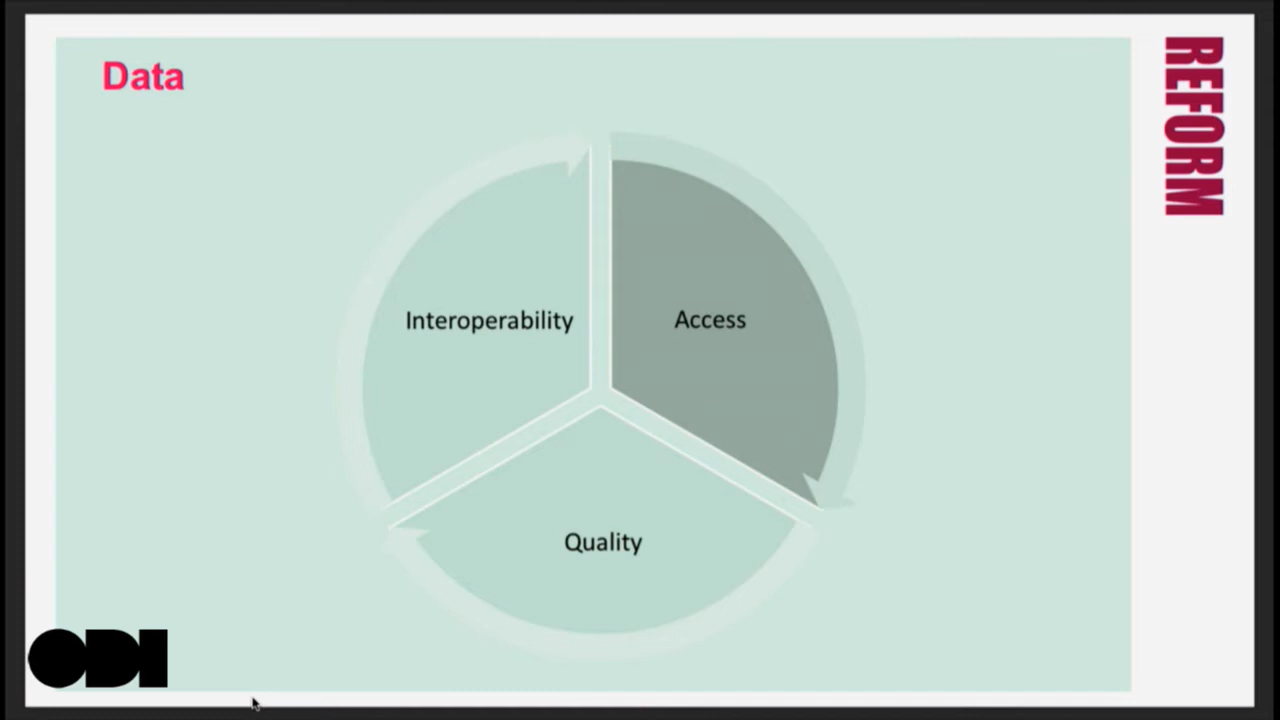 Data
REFORM
Interoperability
Access
Quality
ODI